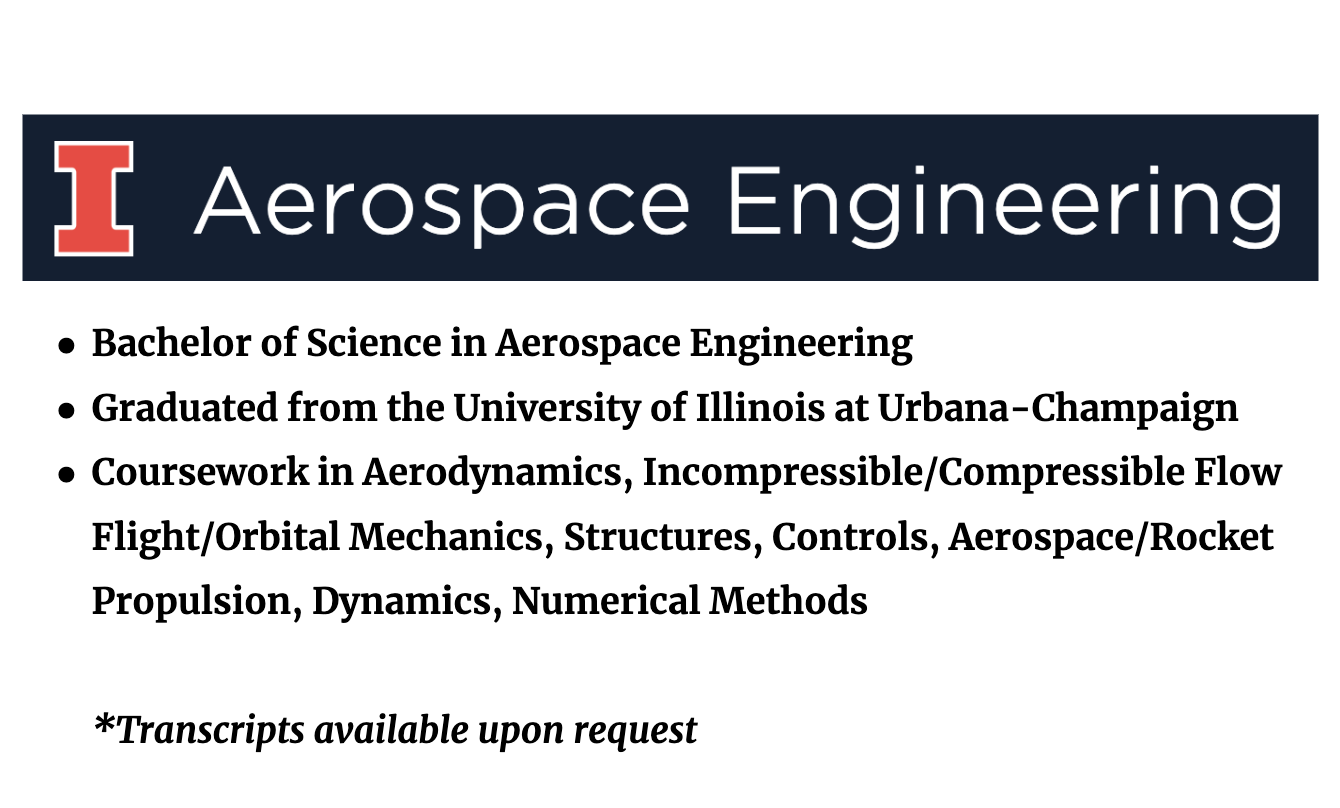 I Aerospace Engineering
• Bachelor of Science in Aerospace Engineering
• Graduated from the University of Illinois at Urbana-Champaign
• Coursework in Aerodynamics, Incompressible/Compressible Flow
Flight/Orbital Mechanics, Structures, Controls, Aerospace/Rocket
Propulsion, Dynamics, Numerical Methods
*Transcripts available upon request